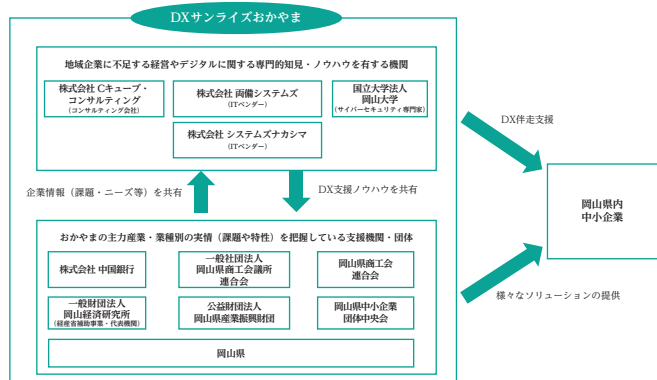 DXサンライズおかやま
地域企業に不足する経営やデジタルに関する専門的知見・ノウハウを有する機関
株式会社 Cキューブ・
コンサルティング
（コンサルティング会社）
株式会社 両備システムズ
（ITベンダー）
国立大学法人
岡山大学
（サイバーセキュリティ専門家）
株式会社 システムズナカシマ
（ITベンダー）
DX伴走支援
企業情報（課題・ニーズ等）を共有
DX支援ノウハウを共有
岡山県内
中小企業
おかやまの主力産業・業種別の実情（課題や特性）を把握している支援機関・団体
株式会社 中国銀行
一般社団法人
岡山県商工会議所
連合会
岡山県商工会
連合会
様々なソリューションの提供
一般財団法人
岡山経済研究所
（経産省補助事業・代表機関）
公益財団法人
岡山県産業振興財団
岡山県中小企業
団体中央会
岡山県